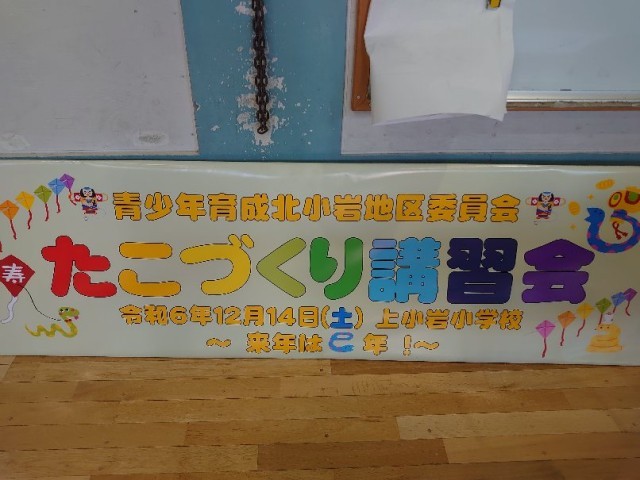 青少年育成北小岩地区委員会
たこづくり講習会
寿
令和6年12月14日(土) 上小岩小学校
～ 来年は巳年！～